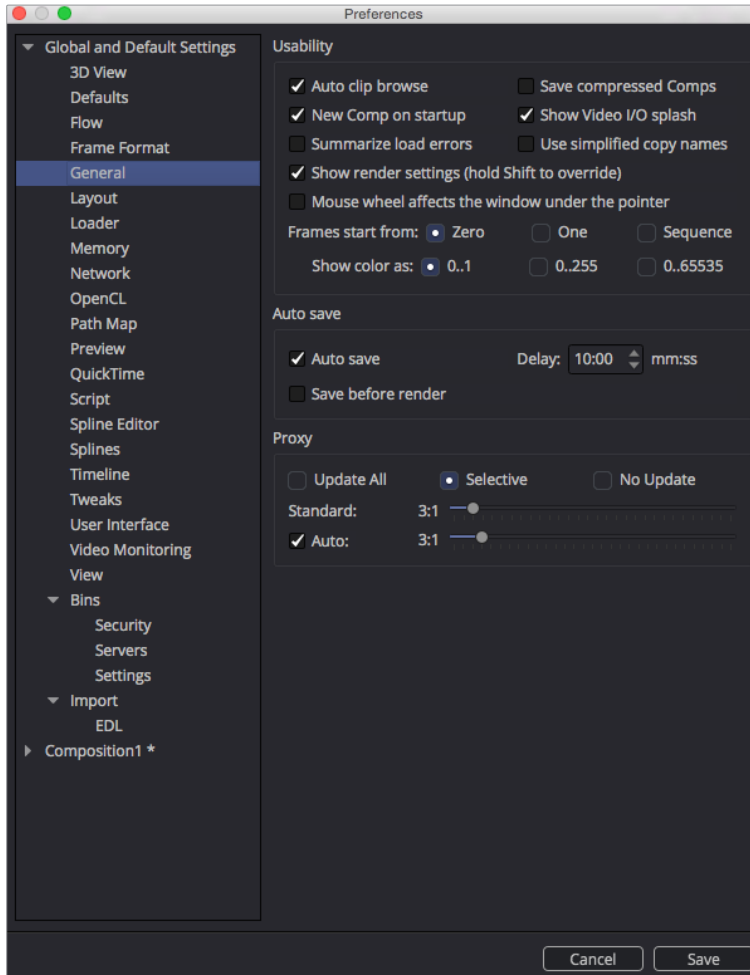 Preferences
Global and Default Settings
3D View
Defaults
Flow
Frame Format
General
Layout
Loader
Memory
Network
OpenCL
Path Map
Preview
QuickTime
Script
Spline Editor
Splines
Timeline
Tweaks
User Interface
Video Monitoring
View
Bins
Security
Servers
Settings
Import
EDL
Composition1 *
Usability
Auto clip browse Save compressed Comps
New Comp on startup Show Video I/O splash
Summarize load errors Use simplified copy names
Show render settings (hold Shift to override)
Mouse wheel affects the window under the pointer
Frames start from: Zero One Sequence
Show color as: 0..1 0..255 0..65535
Auto save
Auto save Delay: 10:00 mm:ss
Save before render
Proxy
Update All Selective No Update
Standard: 3:1
Auto: 3:1
Cancel Save